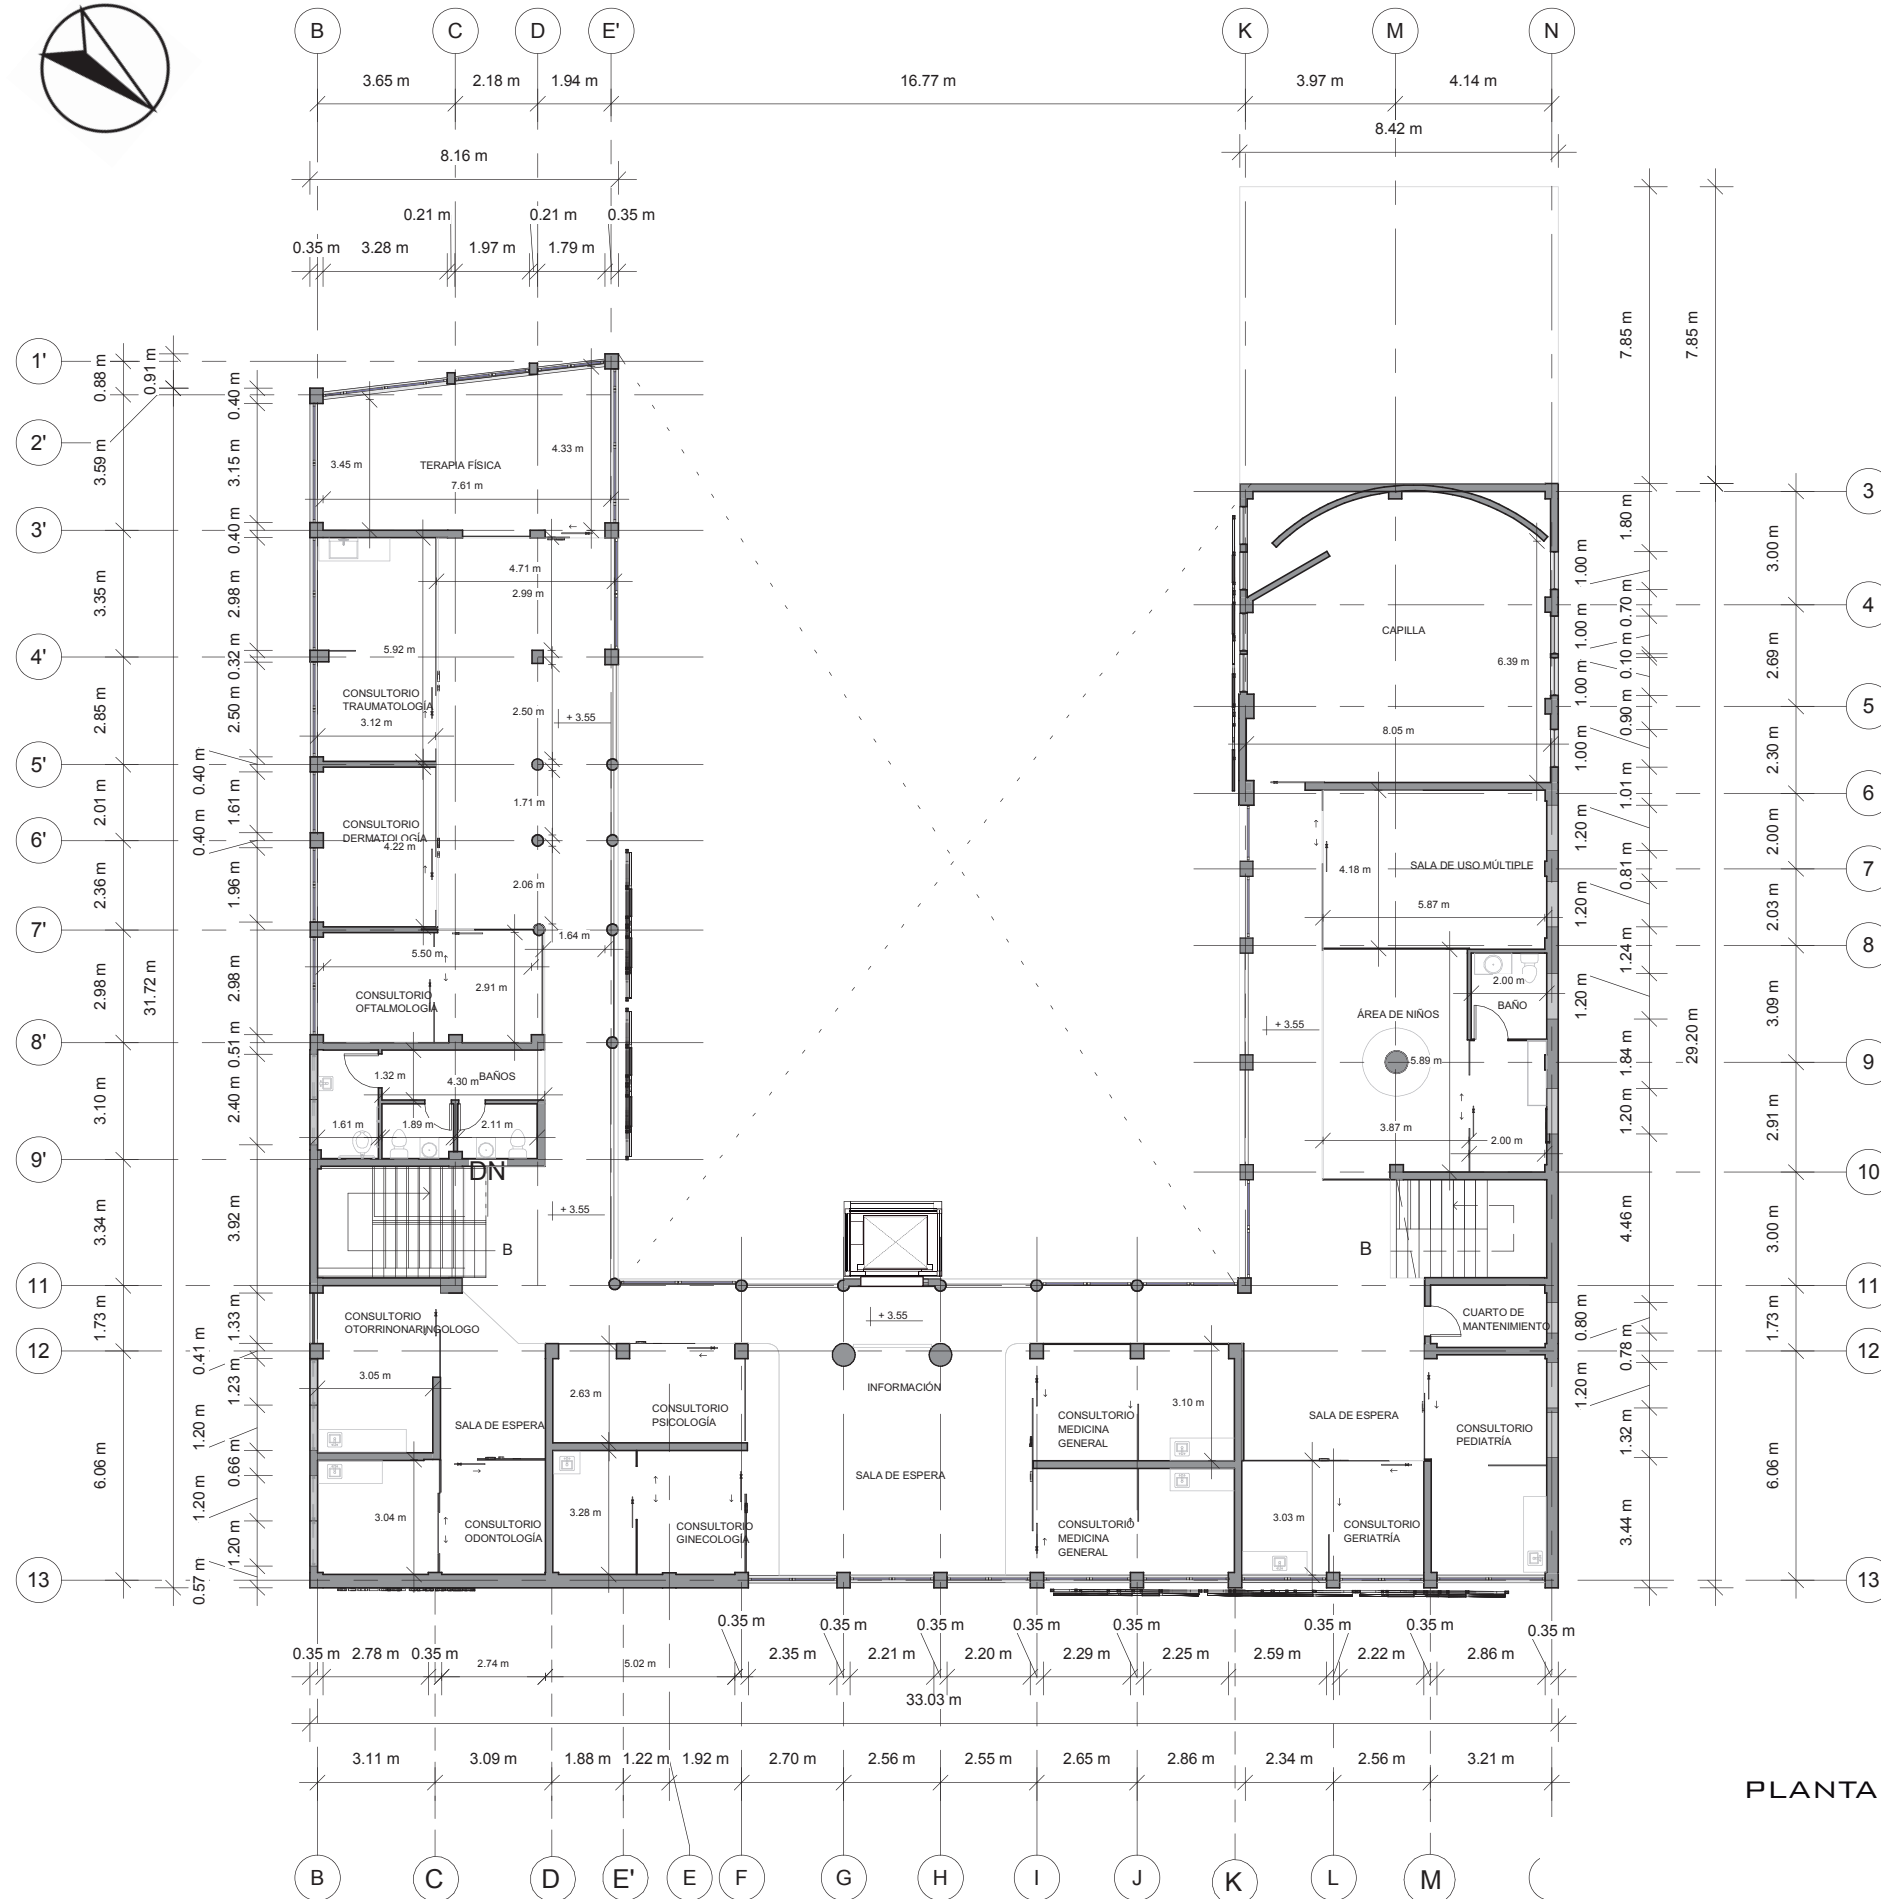 B C D E' K M N
3.65 m 2.18 m 1.94 m 16.77 m 3.97 m 4.14 m
8.42 m
8.16 m
0.21 m 0.21 m 0.35 m
0.35 m 3.28 m 1.97 m 1.79 m
1'
2'
3'
4'
5'
6'
7'
8'
9'
11
12
13
0.88 m
3.59 m
3.35 m
2.85 m
2.01 m
2.36 m
2.98 m
3.10 m
3.34 m
1.73 m
6.06 m
0.91 m
31.72 m
0.40 m
3.15 m
0.40 m
2.98 m
0.32 m
2.50 m
0.40 m
1.61 m
0.40 m
1.96 m
2.98 m
0.51 m
2.40 m
3.92 m
1.33 m
0.41 m
1.23 m
1.20 m
0.66 m
1.20 m
1.20 m
0.57 m
3.45 m
4.33 m
TERAPIA FÍSICA
7.61 m
4.71 m
2.99 m
5.92 m
CONSULTORIO
TRAUMATOLOGÍA
3.12 m
2.50 m
+ 3.55
1.71 m
CONSULTORIO
DERMATOLOGÍA
4.22 m
2.06 m
1.64 m
5.50 m
2.91 m
CONSULTORIO
OFTALMOLOGÍA
1.32 m
4.30 m
BAÑOS
1.61 m
1.89 m
2.11 m
DN
+ 3.55
B
CONSULTORIO
OTORRINONARINGOLOGO
3.05 m
SALA DE ESPERA
3.04 m
CONSULTORIO
ODONTOLOGÍA
2.63 m
CONSULTORIO
PSICOLOGÍA
3.28 m
CONSULTORIO
GINECOLOGÍA
+ 3.55
INFORMACIÓN
SALA DE ESPERA
CONSULTORIO
MEDICINA
GENERAL
3.10 m
CONSULTORIO
MEDICINA
GENERAL
SALA DE ESPERA
3.03 m
CONSULTORIO
GERIATRÍA
CONSULTORIO
PEDIATRÍA
CUARTO DE
MANTENIMIENTO
B
CAPILLA
6.39 m
8.05 m
SALA DE USO MÚLTIPLE
4.18 m
5.87 m
2.00 m
BAÑO
ÁREA DE NIÑOS
+ 3.55
5.89 m
3.87 m
2.00 m
1.00 m
1.00 m
1.00 m
1.00 m
1.20 m
1.20 m
1.20 m
0.80 m
1.20 m
7.85 m
1.80 m
0.70 m
0.10 m
0.90 m
1.01 m
0.81 m
1.24 m
1.84 m
1.20 m
4.46 m
0.78 m
1.32 m
3.44 m
7.85 m
29.20 m
3.00 m
2.69 m
2.30 m
2.00 m
2.03 m
3.09 m
2.91 m
3.00 m
1.73 m
6.06 m
3
4
5
6
7
8
9
10
11
12
13
0.35 m 0.35 m 0.35 m 0.35 m 0.35 m 0.35 m 0.35 m 0.35 m
0.35 m 2.78 m 0.35 m 2.74 m 5.02 m 2.35 m 2.21 m 2.20 m 2.29 m 2.25 m 2.59 m 2.22 m 2.86 m
33.03 m
3.11 m 3.09 m 1.88 m 1.22 m 1.92 m 2.70 m 2.56 m 2.55 m 2.65 m 2.86 m 2.34 m 2.56 m 3.21 m
PLANTA
B C D E' E F G H I J K L M